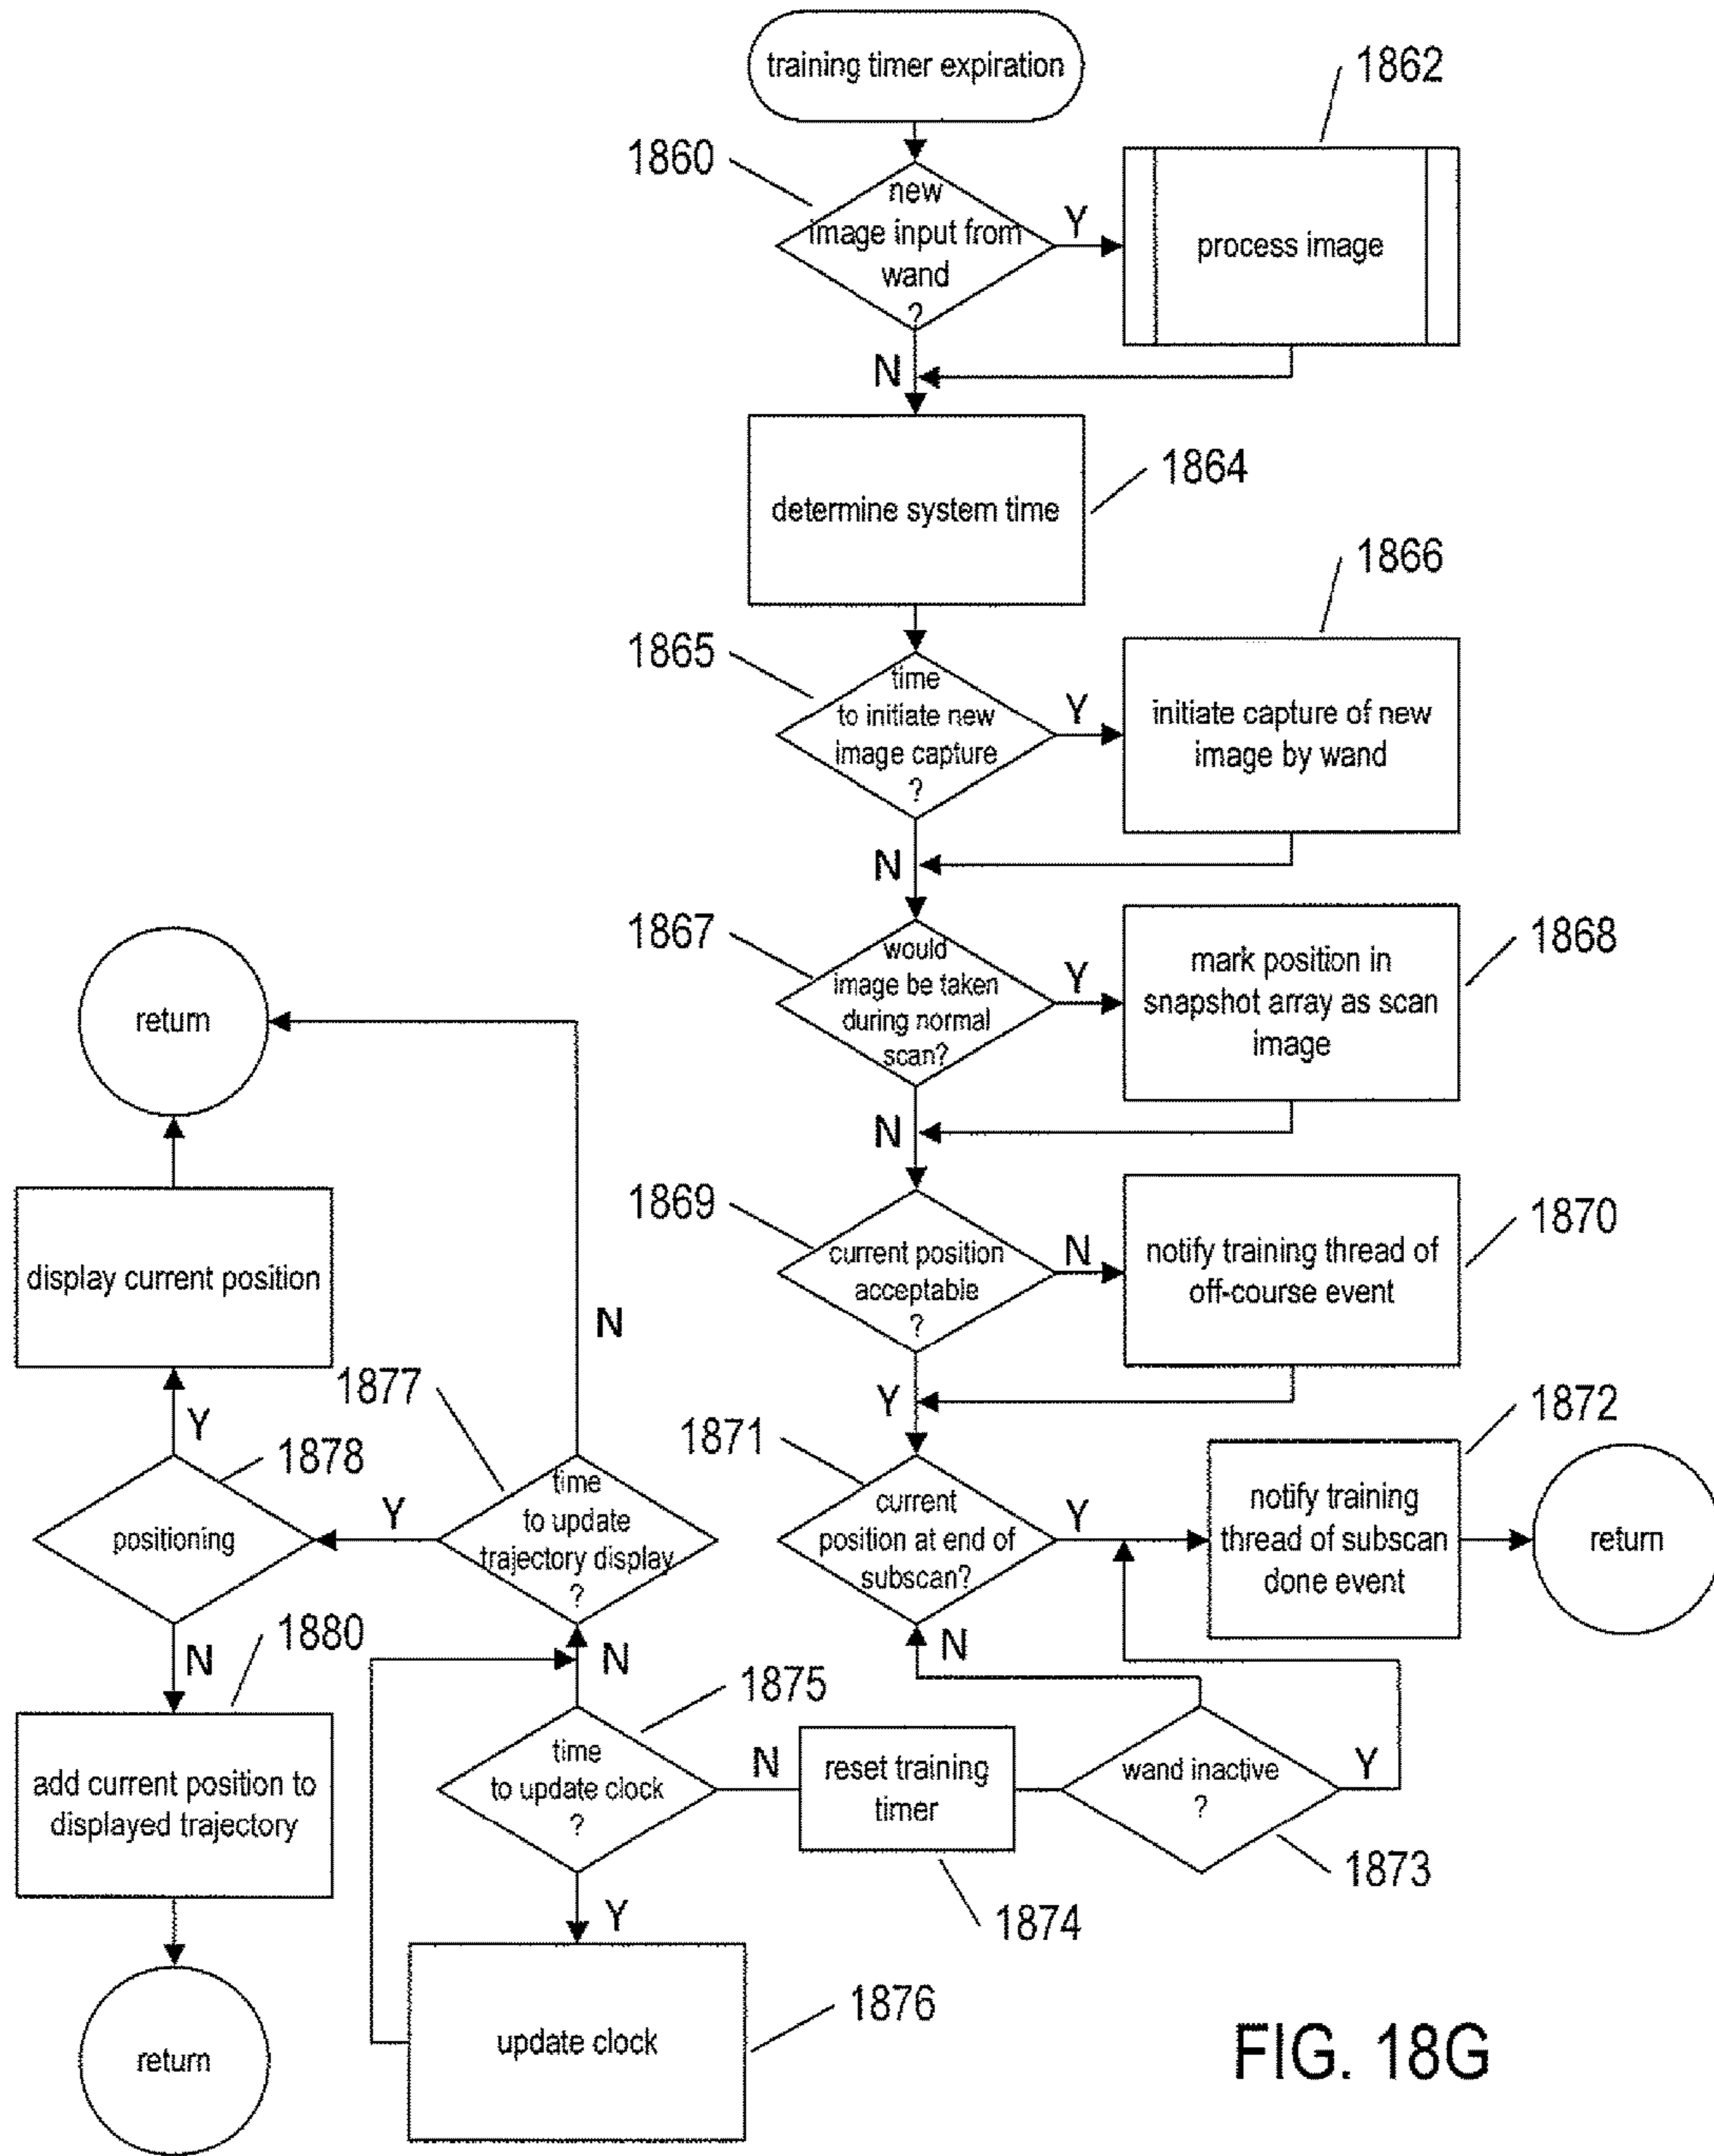 training timer expiration
1862
1860
new
image input from
wand
?
Y
process image
N
determine system time
1864
1866
1865
time
to initiate new
image capture
?
Y
initiate capture of new
image by wand
N
1867
would
image be taken
during normal
scan?
Y
mark position in
snapshot array as scan
image
1868
return
N
1869
current position
acceptable
?
N
notify training thread of
off-course event
1870
display current position
N
Y
1877
1871
1872
Y
1878
positioning
Y
time
to update
trajectory display
?
current
position at end of
subscan?
Y
notify training
thread of subscan
done event
return
N
1880
N
N
1875
add current position to
displayed trajectory
time
to update clock
?
N
reset training
timer
wand inactive
?
Y
1873
1874
Y
return
update clock
1876
FIG. 18G